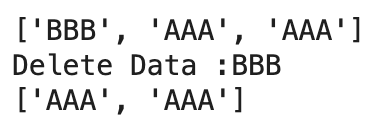 ['BBB', 'AAA', 'AAA']
Delete Data :BBB
['AAA', 'AAA']